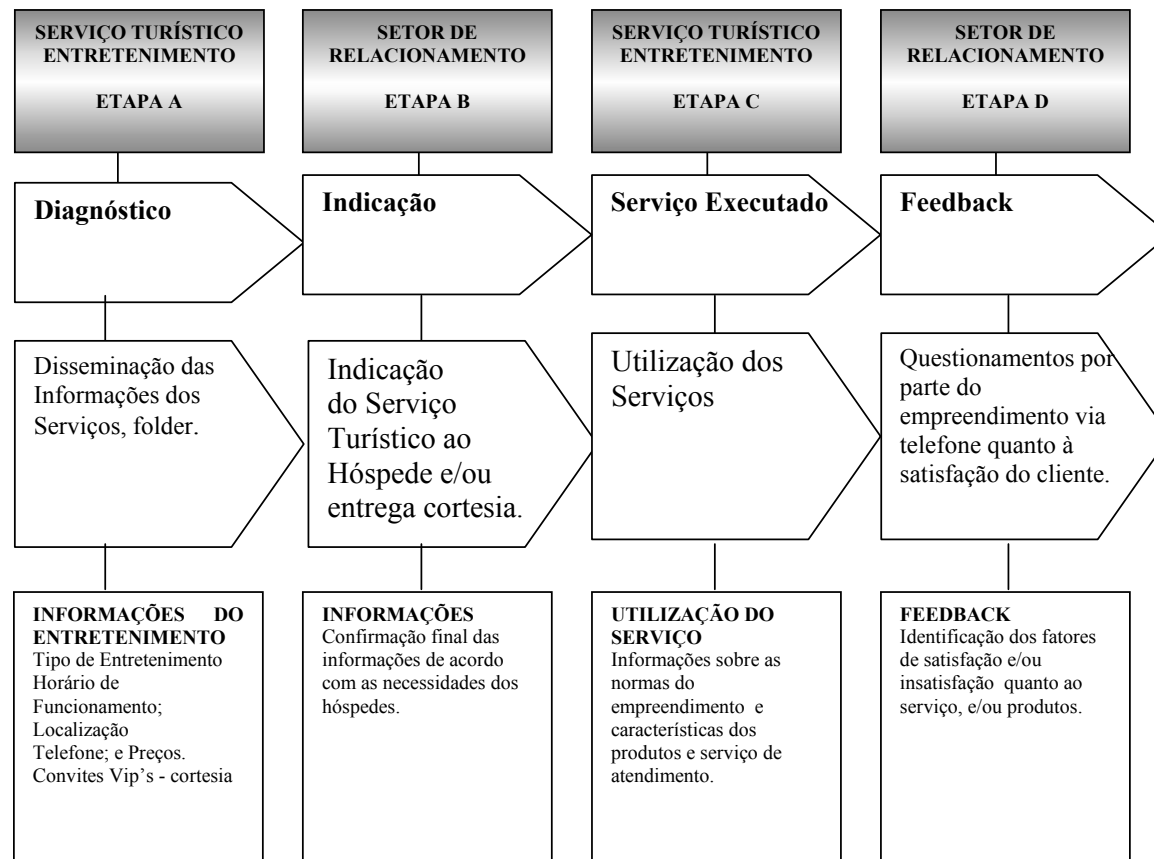 SERVIÇO TURÍSTICO
ENTRETENIMENTO
ETAPA A
SETOR DE
RELACIONAMENTO
ETAPA B
SERVIÇO TURÍSTICO
ENTRETENIMENTO
ETAPA C
SETOR DE
RELACIONAMENTO
ETAPA D
Diagnóstico
Indicação
Serviço Executado
Feedback
Disseminação das
Informações dos
Serviços, folder.
Indicação
do Serviço
Turístico ao
Hóspede e/ou
entrega cortesia.
Utilização dos
Serviços
Questionamentos por
parte do
empreendimento via
telefone quanto à
satisfação do cliente.
INFORMAÇÕES DO
ENTRETENIMENTO
Tipo de Entretenimento
Horário de
Funcionamento;
Localização
Telefone; e Preços.
Convites Vip’s - cortesia
INFORMAÇÕES
Confirmação final das
informações de acordo
com as necessidades dos
hóspedes.
UTILIZAÇÃO DO
SERVIÇO
Informações sobre as
normas do
empreendimento e
características dos
produtos e serviço de
atendimento.
FEEDBACK
Identificação dos fatores
de satisfação e/ou
insatisfação quanto ao
serviço, e/ou produtos.